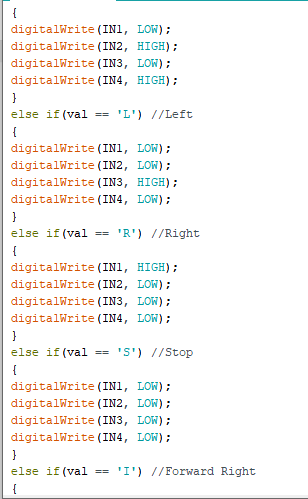 {
digitalWrite(IN1, LOW);
digitalWrite(IN2, HIGH);
digitalWrite(IN3, LOW);
digitalWrite(IN4, HIGH);
}
else if(val == 'L') //Left
{
digitalWrite(IN1, LOW);
digitalWrite(IN2, LOW);
digitalWrite(IN3, HIGH);
digitalWrite(IN4, LOW);
}
else if(val == 'R') //Right
{
digitalWrite(IN1, HIGH);
digitalWrite(IN2, LOW);
digitalWrite(IN3, LOW);
digitalWrite(IN4, LOW);
}
else if(val == 'S') //Stop
{
digitalWrite(IN1, LOW);
digitalWrite(IN2, LOW);
digitalWrite(IN3, LOW);
digitalWrite(IN4, LOW);
}
else if(val == 'I') //Forward Right
{